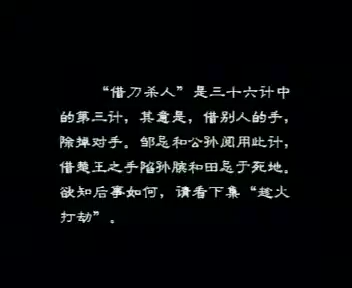 “借刀杀人”是三十六计中
的第三计，其意是，借别人的手，
除掉对手。邹忌和公孙阅用此计，
借楚王之手陷孙膑和田忌于死地。
欲知后事如何，请看下集“趁火
打劫”。